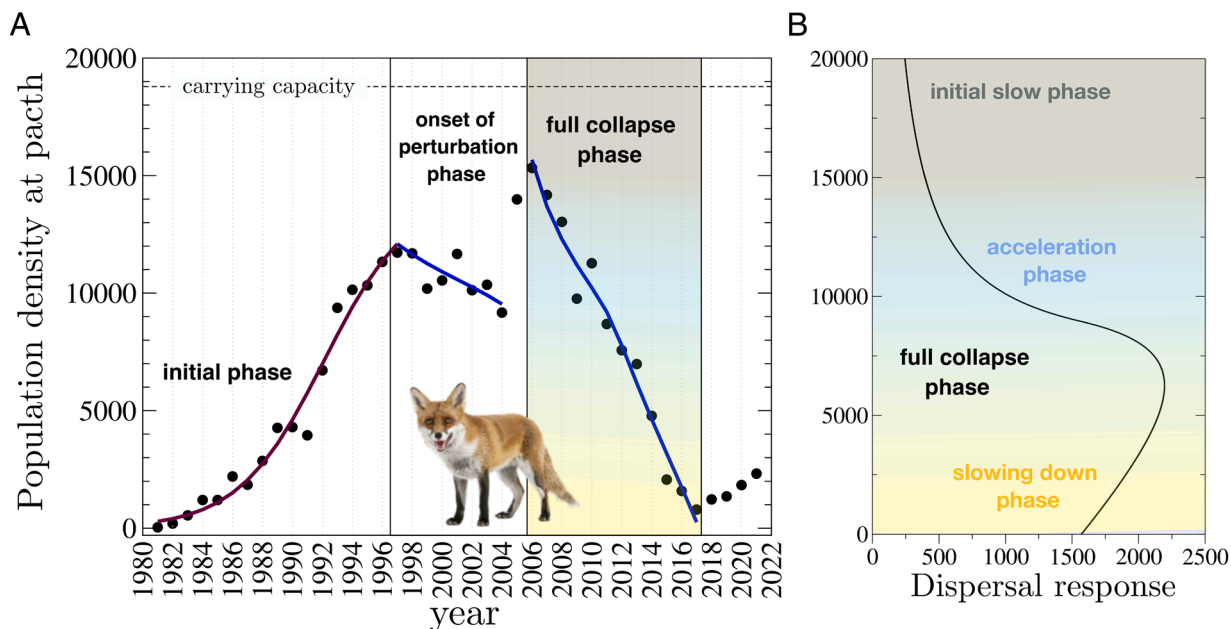 A
B
Population density at pacth
20000
15000
10000
5000
0
carrying capacity
onset of
perturbation
phase
full collapse
phase
initial phase
1980
1982
1984
1986
1988
1990
1992
1994
1996
1998
2000
2002
2004
2006
2008
2010
2012
2014
2016
2018
2020
2022
year
20000
15000
10000
5000
0
initial slow phase
acceleration
phase
full collapse
phase
slowing down
phase
0
500
1000
1500
2000
2500
Dispersal response